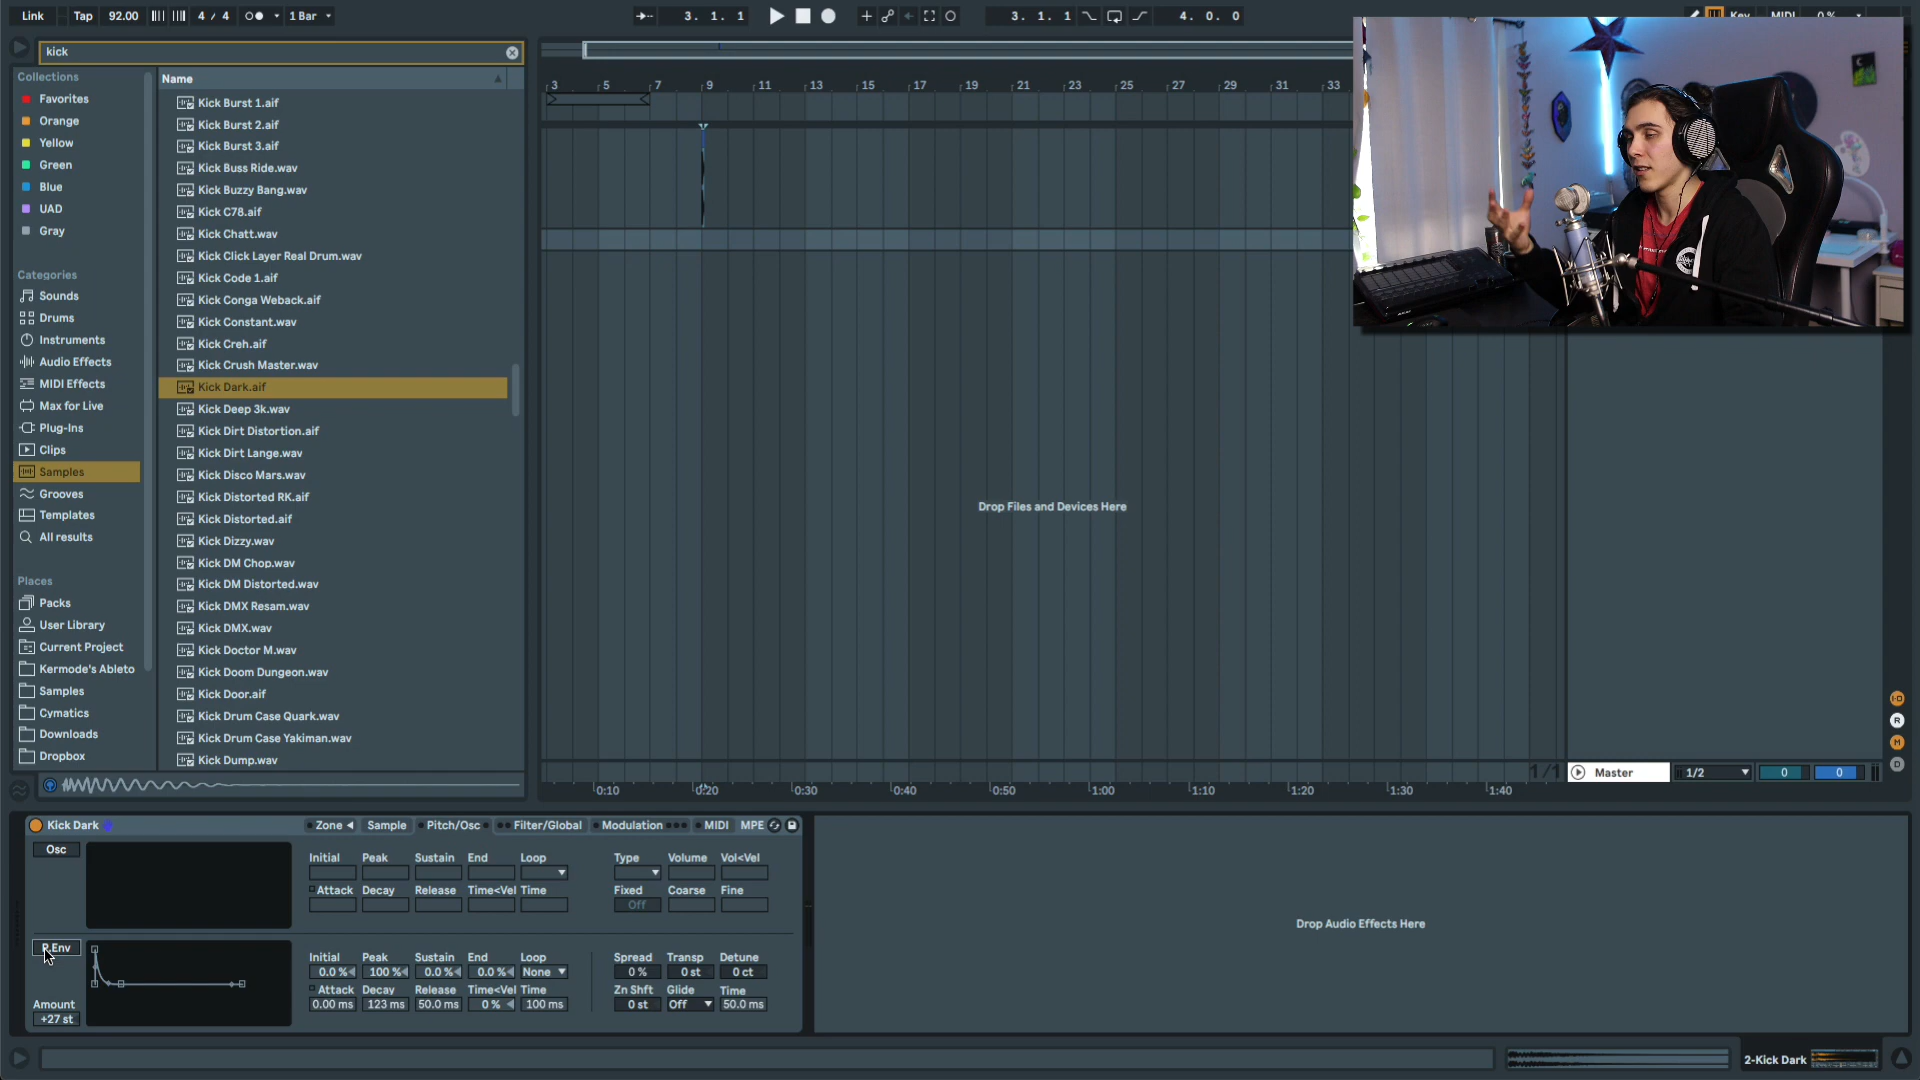 Link Tap 92.00 4 / 4 1 Bar 3. 1. 1 3. 1. 1 4. 0. 0 Key MIDI 0 %
kick
Collections
Favorites
Orange
Yellow
Green
Blue
UAD
Gray
Categories
Sounds
Drums
Instruments
Audio Effects
MIDI Effects
Max for Live
Plug-Ins
Clips
Samples
Grooves
Templates
All results
Places
Packs
User Library
Current Project
Kermode's Ableto
Samples
Cymatics
Downloads
Dropbox
Name
Kick Burst 1.aif
Kick Burst 2.aif
Kick Burst 3.aif
Kick Buss Ride.wav
Kick Buzzy Bang.wav
Kick C78.aif
Kick Chatt.wav
Kick Click Layer Real Drum.wav
Kick Code 1.aif
Kick Conga Weback.aif
Kick Constant.wav
Kick Creh.aif
Kick Crush Master.wav
Kick Dark.aif
Kick Deep 3k.wav
Kick Dirt Distortion.aif
Kick Dirt Lange.wav
Kick Disco Mars.wav
Kick Distorted RK.aif
Kick Distorted.aif
Kick Dizzy.wav
Kick DM Chop.wav
Kick DM Distorted.wav
Kick DMX Resam.wav
Kick DMX.wav
Kick Doctor M.wav
Kick Doom Dungeon.wav
Kick Door.aif
Kick Drum Case Quark.wav
Kick Drum Case Yakiman.wav
Kick Dump.wav
3 5 7 9 11 13 15 17 19 21 23 25 27 29 31 33
Drop Files and Devices Here
I-O
R
M
D
1/1 Master 1/2 0 0
0:10 0:20 0:30 0:40 0:50 1:00 1:10 1:20 1:30 1:40
Kick Dark Zone Sample Pitch/Osc Filter/Global Modulation MIDI MPE
Osc
Initial Peak Sustain End Loop Type Volume Vol<Vel
Attack Decay Release Time<Vel Time Fixed Coarse Fine
Off
P.Env
Initial Peak Sustain End Loop Spread Transp Detune
0.0 % 100 % 0.0 % 0.0 % None 0 % 0 st 0 ct
Attack Decay Release Time<Vel Time Zn Shft Glide Time
0.00 ms 123 ms 50.0 ms 0 % 100 ms 0 st Off 50.0 ms
Amount
+27 st
Drop Audio Effects Here
2-Kick Dark